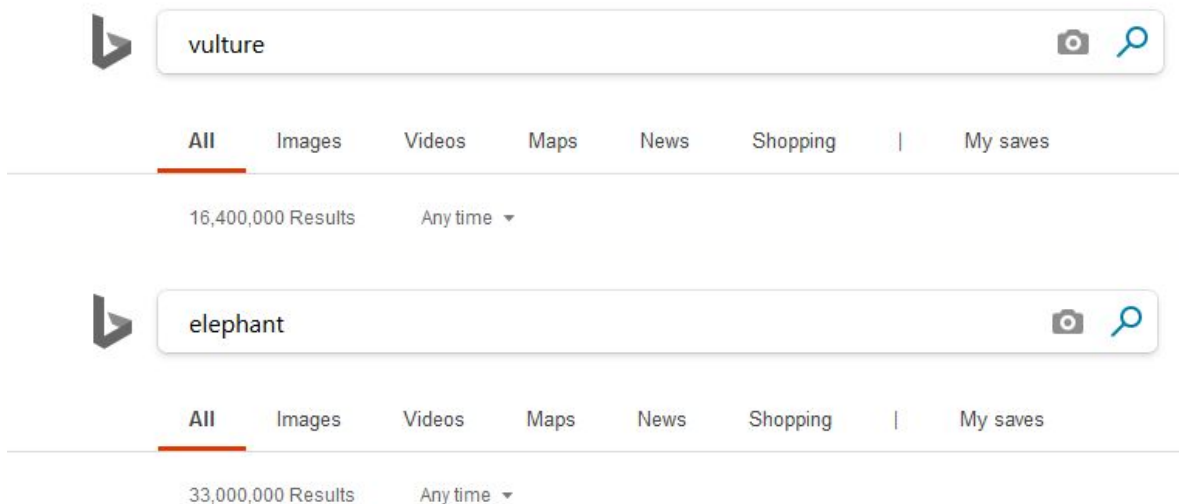 vulture
All Images Videos Maps News Shopping | My saves
16,400,000 Results Any time
elephant
All Images Videos Maps News Shopping | My saves
33,000,000 Results Any time